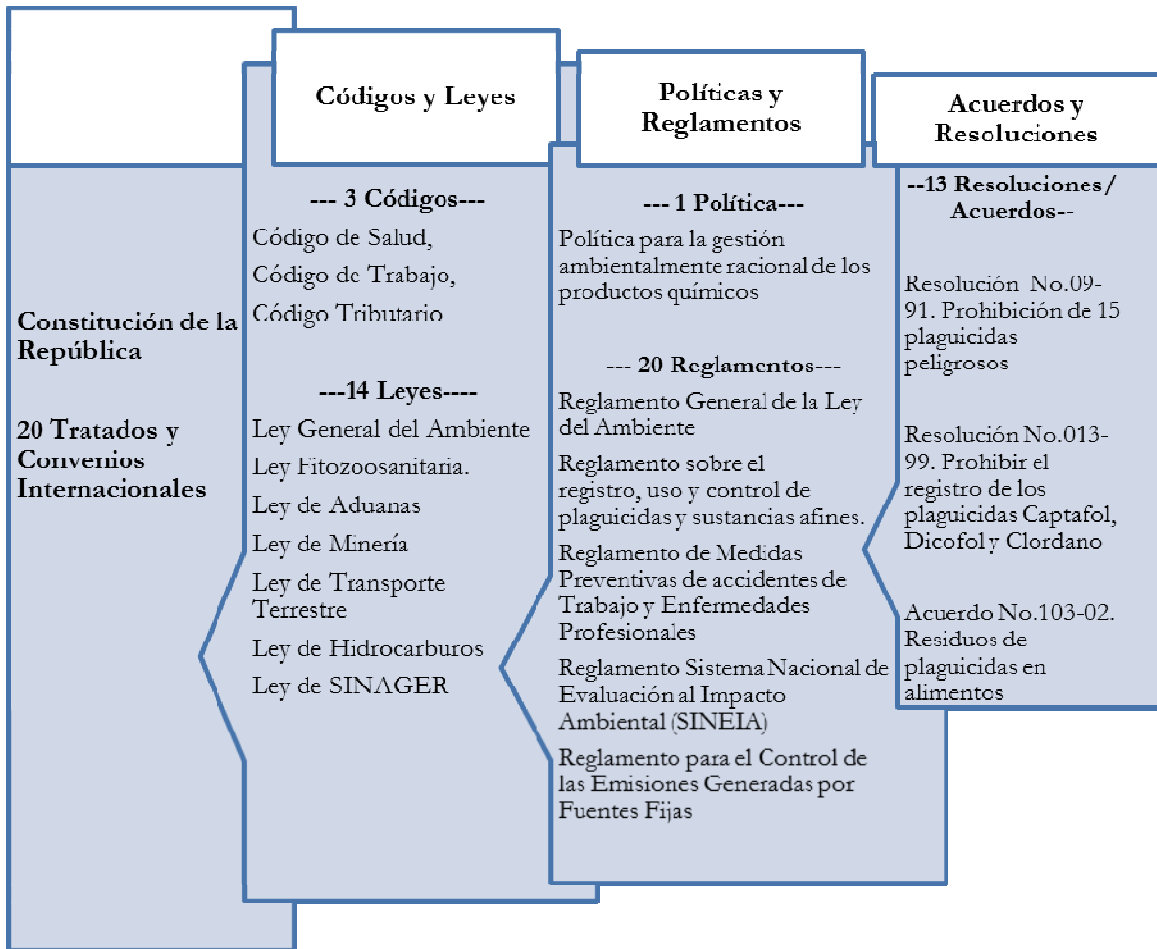 Constitución de la
República
20 Tratados y
Convenios
Internacionales
Códigos y Leyes
--- 3 Códigos---
Código de Salud,
Código de Trabajo,
Código Tributario
---14 Leyes----
Ley General del Ambiente
Ley Fitozoosanitaria.
Ley de Aduanas
Ley de Minería
Ley de Transporte
Terrestre
Ley de Hidrocarburos
Ley de SINAGER
Políticas y
Reglamentos
--- 1 Política---
Política para la gestión
ambientalmente racional de los
productos químicos
--- 20 Reglamentos---
Reglamento General de la Ley
del Ambiente
Reglamento sobre el
registro, uso y control de
plaguicidas y sustancias afines.
Reglamento de Medidas
Preventivas de accidentes de
Trabajo y Enfermedades
Profesionales
Reglamento Sistema Nacional de
Evaluación al Impacto
Ambiental (SINEIA)
Reglamento para el Control de
las Emisiones Generadas por
Fuentes Fijas
Acuerdos y
Resoluciones
--13 Resoluciones/
Acuerdos--
Resolución No.09-
91. Prohibición de 15
plaguicidas
peligrosos
Resolución No.013-
99. Prohibir el
registro de los
plaguicidas Captafol,
Dicofol y Clordano
Acuerdo No.103-02.
Residuos de
plaguicidas en
alimentos